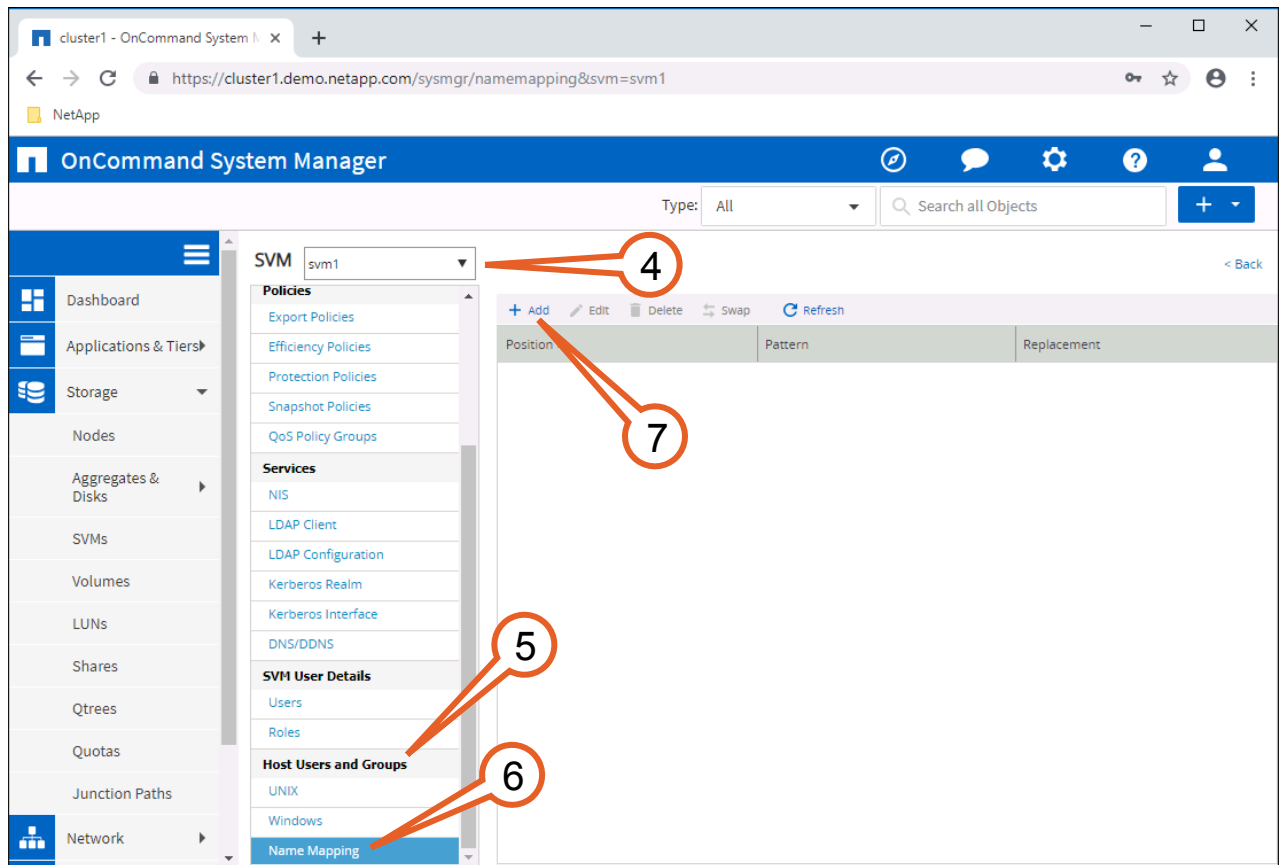 cluster1 - OnCommand System M
https://cluster1.demo.netapp.com/sysmgr/namemapping&svm=svm1
NetApp
OnCommand System Manager
Type: All Search all Objects
SVM svm1 4 < Back
Dashboard
Applications & Tiers
Storage
Nodes
Aggregates & Disks
SVMs
Volumes
LUNs
Shares
Qtrees
Quotas
Junction Paths
Network
Policies
Export Policies
Efficiency Policies
Protection Policies
Snapshot Policies
QoS Policy Groups
Services
NIS
LDAP Client
LDAP Configuration
Kerberos Realm
Kerberos Interface
DNS/DDNS
SVM User Details
Users
Roles
Host Users and Groups
UNIX
Windows
Name Mapping
+ Add Edit Delete Swap Refresh
Position Pattern Replacement
7
5
6